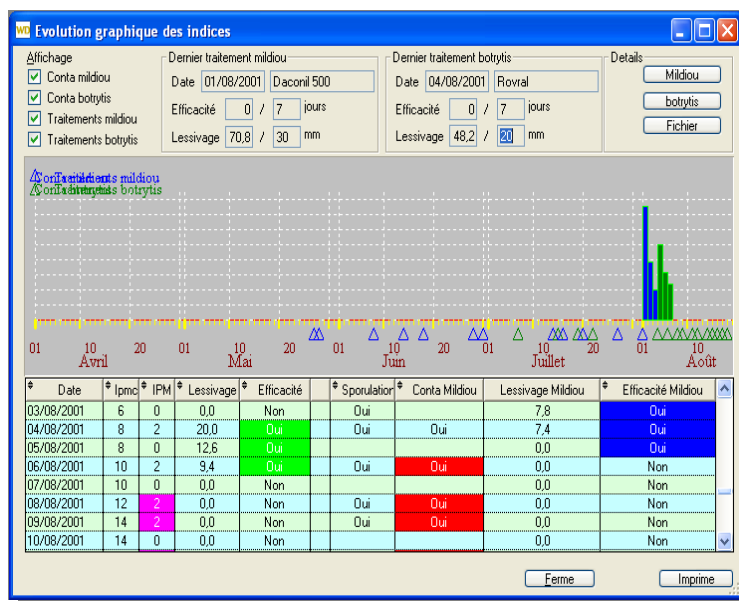 WD Evolution graphique des indices
Affichage
Conta mildiou
Conta botrytis
Traitements mildiou
Traitements botrytis
Dernier traitement mildiou
Date 01/08/2001 Daconil 500
Efficacité 0 / 7 jours
Lessivage 70,8 / 30 mm
Dernier traitement botrytis
Date 04/08/2001 Rovral
Efficacité 0 / 7 jours
Lessivage 48,2 / 20 mm
Details
Mildiou
botrytis
Fichier
01 10 20 01 10 20 01 10 20 01 10 20 01 10
Avril Mai Juin Juillet Août
Date Ipmc IPM Lessivage Efficacité Sporulation Conta Mildiou Lessivage Mildiou Efficacité Mildiou
03/08/2001 6 0 0,0 Non Oui 7,8 Oui
04/08/2001 8 2 20,0 Oui Oui Oui 7,4 Oui
05/08/2001 8 0 12,6 Oui 0,0 Oui
06/08/2001 10 2 9,4 Oui Oui Oui 0,0 Non
07/08/2001 10 0 0,0 Non 0,0 Non
08/08/2001 12 2 0,0 Non Oui Oui 0,0 Non
09/08/2001 14 2 0,0 Non Oui Oui 0,0 Non
10/08/2001 14 0 0,0 Non 0,0 Non
Ferme Imprime